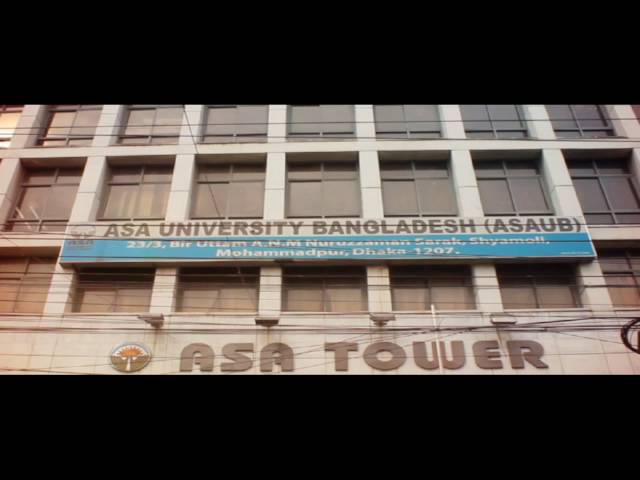 ASA UNIVERSITY BANGLADESH (ASAUB)
23/3, Bir Uttam A.N.M Nuruzzaman Sarak, Shyamoli,
Mohammadpur, Dhaka-1207.
ASA TOWER